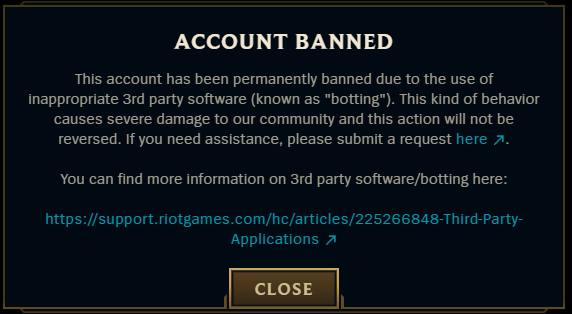 ACCOUNT BANNED
This account has been permanently banned due to the use of
inappropriate 3rd party software (known as "botting"). This kind of behavior
causes severe damage to our community and this action will not be
reversed. If you need assistance, please submit a request here ↗.
You can find more information on 3rd party software/botting here:
https://support.riotgames.com/hc/articles/225266848-Third-Party-
Applications ↗
CLOSE